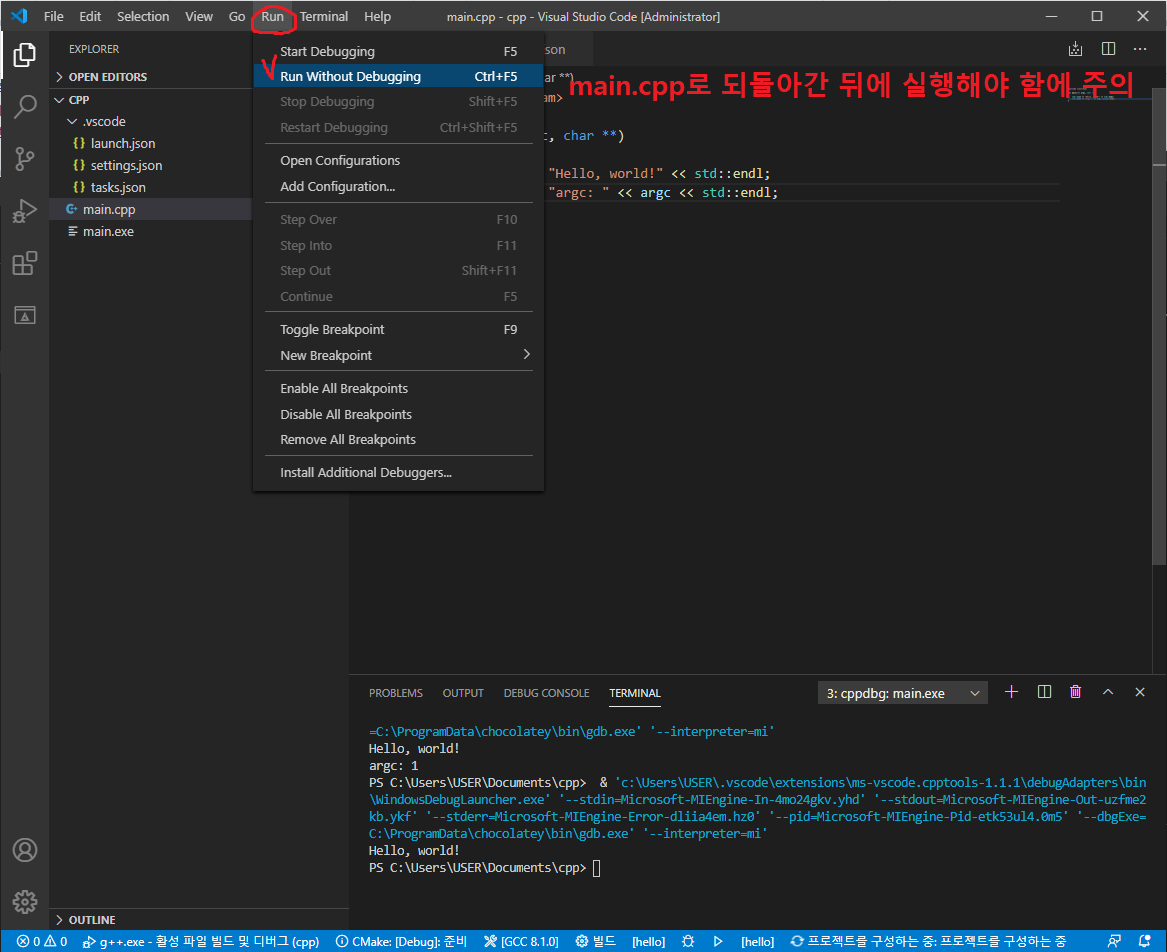 File Edit Selection View Go Run Terminal Help main.cpp - cpp - Visual Studio Code [Administrator]
EXPLORER
OPEN EDITORS
CPP
.vscode
{} launch.json
{} settings.json
{} tasks.json
main.cpp
main.exe
OUTLINE
Start Debugging F5
Run Without Debugging Ctrl+F5
Stop Debugging Shift+F5
Restart Debugging Ctrl+Shift+F5
Open Configurations
Add Configuration...
Step Over F10
Step Into F11
Step Out Shift+F11
Continue F5
Toggle Breakpoint F9
New Breakpoint
Enable All Breakpoints
Disable All Breakpoints
Remove All Breakpoints
Install Additional Debuggers...
son
ar **)
main.cpp로 되돌아간 뒤에 실행해야 함에 주의
am>
, char **)
"Hello, world!" << std::endl;
"argc: " << argc << std::endl;
PROBLEMS OUTPUT DEBUG CONSOLE TERMINAL 3: cppdbg: main.exe
=C:\ProgramData\chocolatey\bin\gdb.exe' '--interpreter=mi'
Hello, world!
argc: 1
PS C:\Users\USER\Documents\cpp> & 'c:\Users\USER\.vscode\extensions\ms-vscode.cpptools-1.1.1\debugAdapters\bin
\WindowsDebugLauncher.exe' '--stdin=Microsoft-MIEngine-In-4mo24gkv.yhd' '--stdout=Microsoft-MIEngine-Out-uzfme2
kb.ykf' '--stderr=Microsoft-MIEngine-Error-dliia4em.hz0' '--pid=Microsoft-MIEngine-Pid-etk53ul4.0m5' '--dbgExe=
C:\ProgramData\chocolatey\bin\gdb.exe' '--interpreter=mi'
Hello, world!
PS C:\Users\USER\Documents\cpp>
0 0 g++.exe - 활성 파일 빌드 및 디버그 (cpp) CMake: [Debug]: 준비 [GCC 8.1.0] 빌드 [hello] [hello] 프로젝트를 구성하는 중: 프로젝트를 구성하는 중